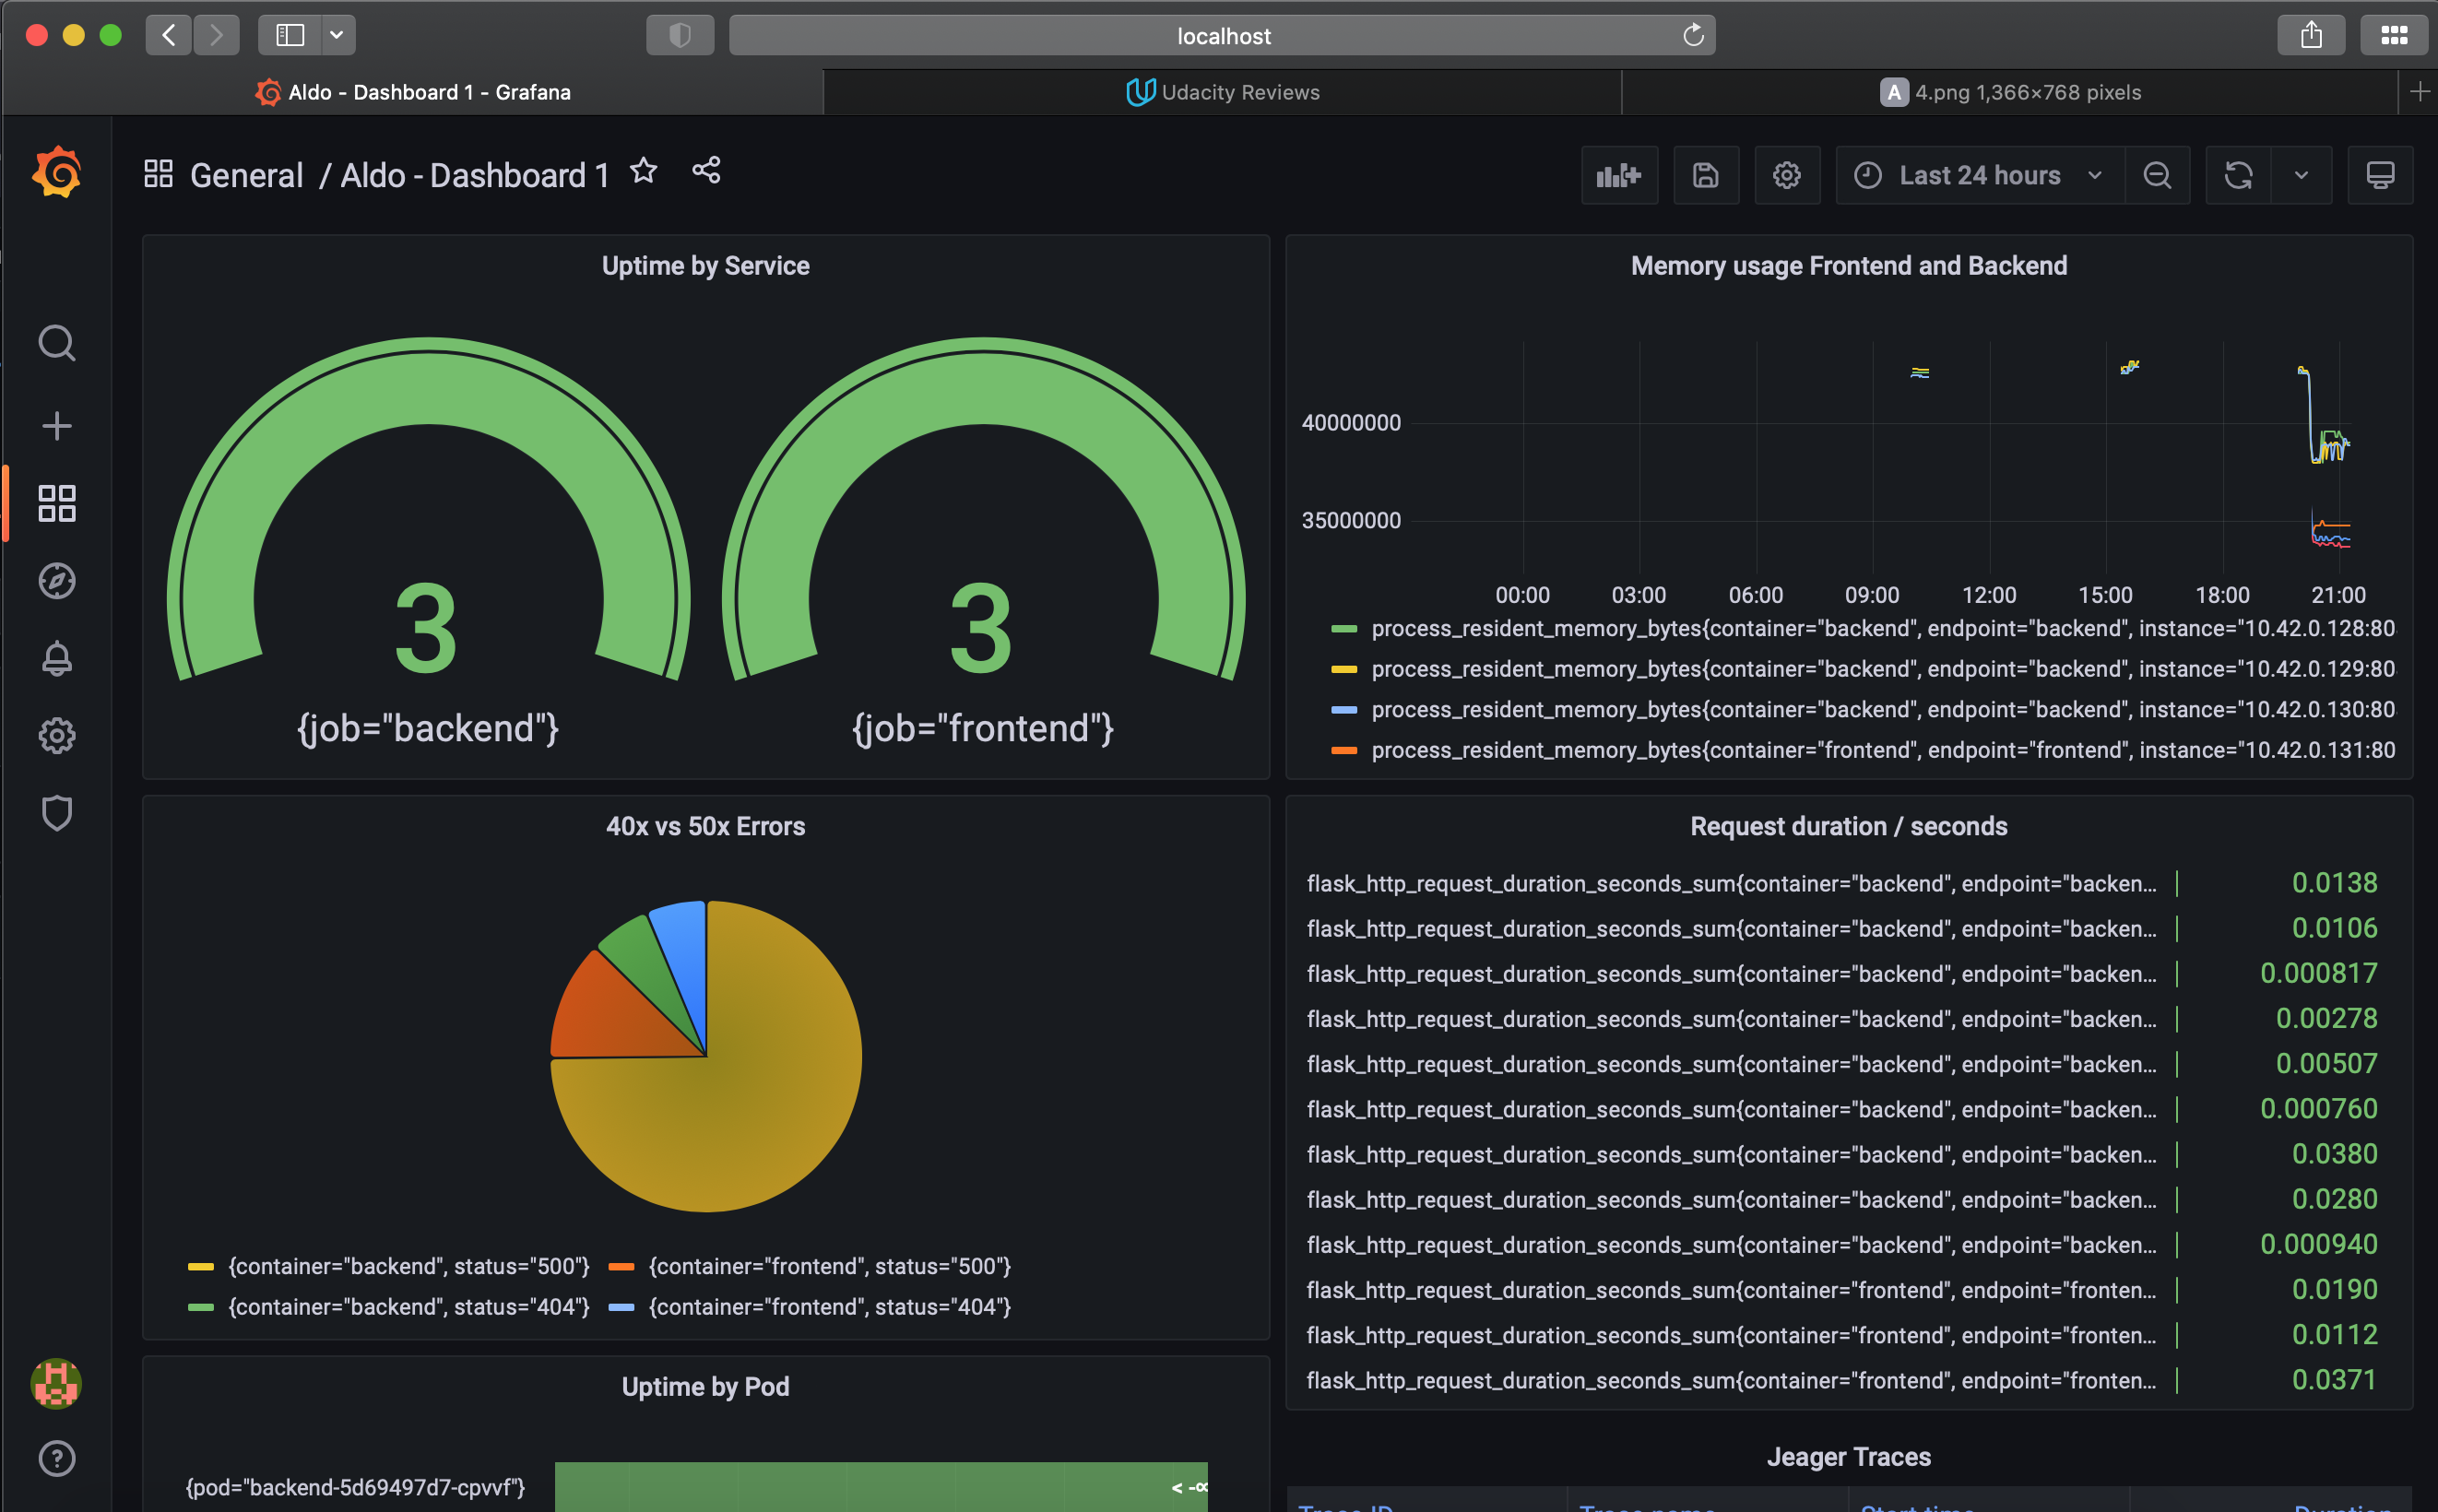 localhost
Aldo - Dashboard 1 - Grafana
Udacity Reviews
A 4.png 1,366×768 pixels
General / Aldo - Dashboard 1
Last 24 hours
Uptime by Service
3
{job="backend"}
3
{job="frontend"}
Memory usage Frontend and Backend
40000000
35000000
00:00 03:00 06:00 09:00 12:00 15:00 18:00 21:00
process_resident_memory_bytes{container="backend", endpoint="backend", instance="10.42.0.128:80
process_resident_memory_bytes{container="backend", endpoint="backend", instance="10.42.0.129:80
process_resident_memory_bytes{container="backend", endpoint="backend", instance="10.42.0.130:80
process_resident_memory_bytes{container="frontend", endpoint="frontend", instance="10.42.0.131:80
40x vs 50x Errors
{container="backend", status="500"} {container="frontend", status="500"}
{container="backend", status="404"} {container="frontend", status="404"}
Request duration / seconds
flask_http_request_duration_seconds_sum{container="backend", endpoint="backen... 0.0138
flask_http_request_duration_seconds_sum{container="backend", endpoint="backen... 0.0106
flask_http_request_duration_seconds_sum{container="backend", endpoint="backen... 0.000817
flask_http_request_duration_seconds_sum{container="backend", endpoint="backen... 0.00278
flask_http_request_duration_seconds_sum{container="backend", endpoint="backen... 0.00507
flask_http_request_duration_seconds_sum{container="backend", endpoint="backen... 0.000760
flask_http_request_duration_seconds_sum{container="backend", endpoint="backen... 0.0380
flask_http_request_duration_seconds_sum{container="backend", endpoint="backen... 0.0280
flask_http_request_duration_seconds_sum{container="backend", endpoint="backen... 0.000940
flask_http_request_duration_seconds_sum{container="frontend", endpoint="fronten... 0.0190
flask_http_request_duration_seconds_sum{container="frontend", endpoint="fronten... 0.0112
flask_http_request_duration_seconds_sum{container="frontend", endpoint="fronten... 0.0371
Uptime by Pod
{pod="backend-5d69497d7-cpvvf"} < -∞
Jeager Traces
Trace ID Trace name Start time Duration